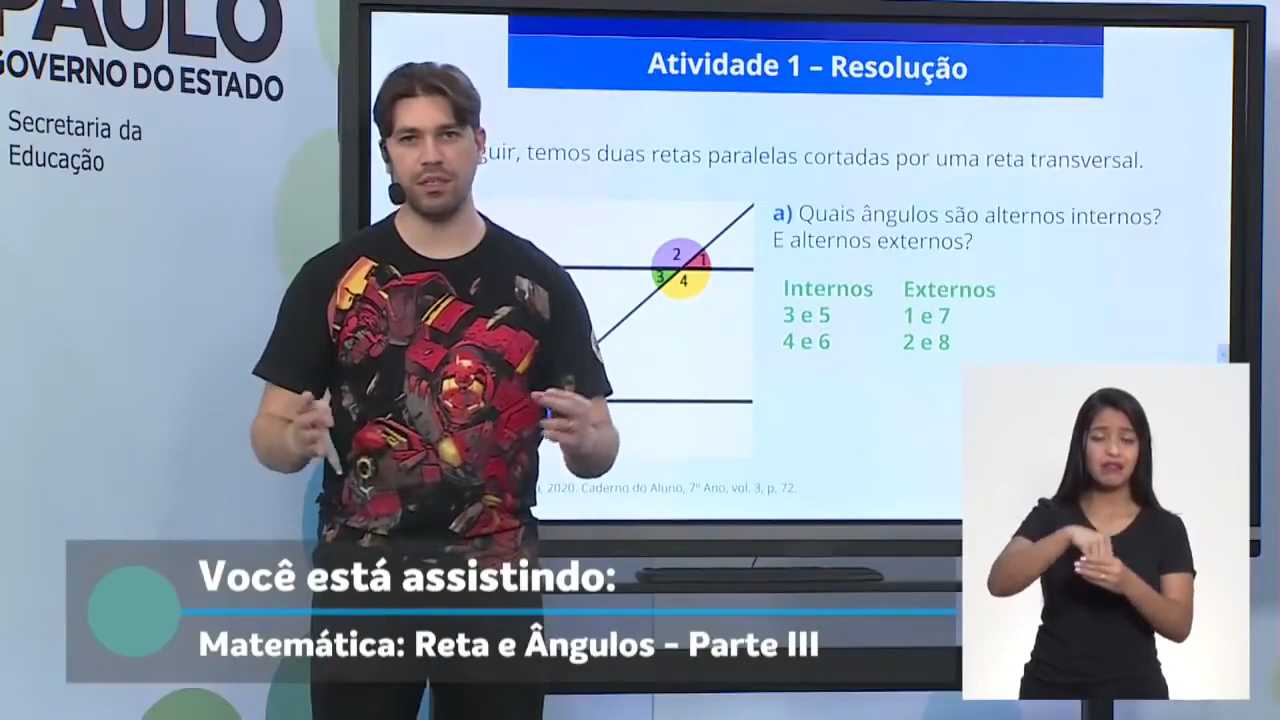 PAULO
GOVERNO DO ESTADO
Secretaria da
Educação
Atividade 1 – Resolução
guir, temos duas retas paralelas cortadas por uma reta transversal.
a) Quais ângulos são alternos internos?
E alternos externos?
2
1
3
4
Internos Externos
3 e 5 1 e 7
4 e 6 2 e 8
, 2020. Caderno do Aluno, 7º Ano, vol. 3, p. 72.
Você está assistindo:
Matemática: Reta e Ângulos - Parte III